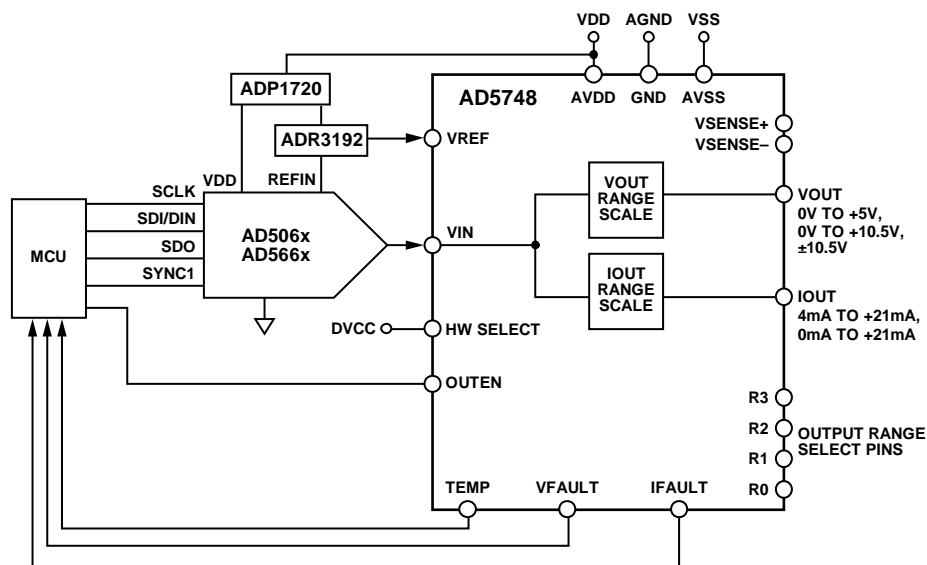 VDD AGND VSS
ADP1720
AD5748
AVDD GND AVSS
VSENSE+
VSENSE–
ADR3192
VREF
VDD REFIN
SCLK
SDI/DIN
SDO
SYNC1
MCU
AD506x
AD566x
VIN
VOUT
RANGE
SCALE
VOUT
0V TO +5V,
0V TO +10.5V,
±10.5V
IOUT
RANGE
SCALE
IOUT
4mA TO +21mA,
0mA TO +21mA
DVCC
HW SELECT
OUTEN
R3
R2
R1
R0
OUTPUT RANGE
SELECT PINS
TEMP VFAULT IFAULT